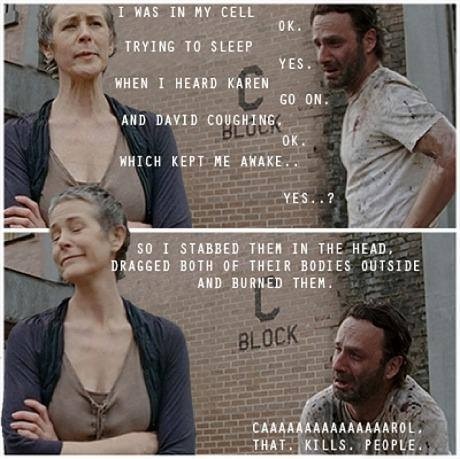 I WAS IN MY CELL
OK.
TRYING TO SLEEP
YES.
WHEN I HEARD KAREN
GO ON.
AND DAVID COUGHING,
OK.
WHICH KEPT ME AWAKE..
YES..?
C
BLOCK
SO I STABBED THEM IN THE HEAD,
DRAGGED BOTH OF THEIR BODIES OUTSIDE
AND BURNED THEM.
C
BLOCK
CAAAAAAAAAAAAAAAAROL,
THAT. KILLS. PEOPLE.